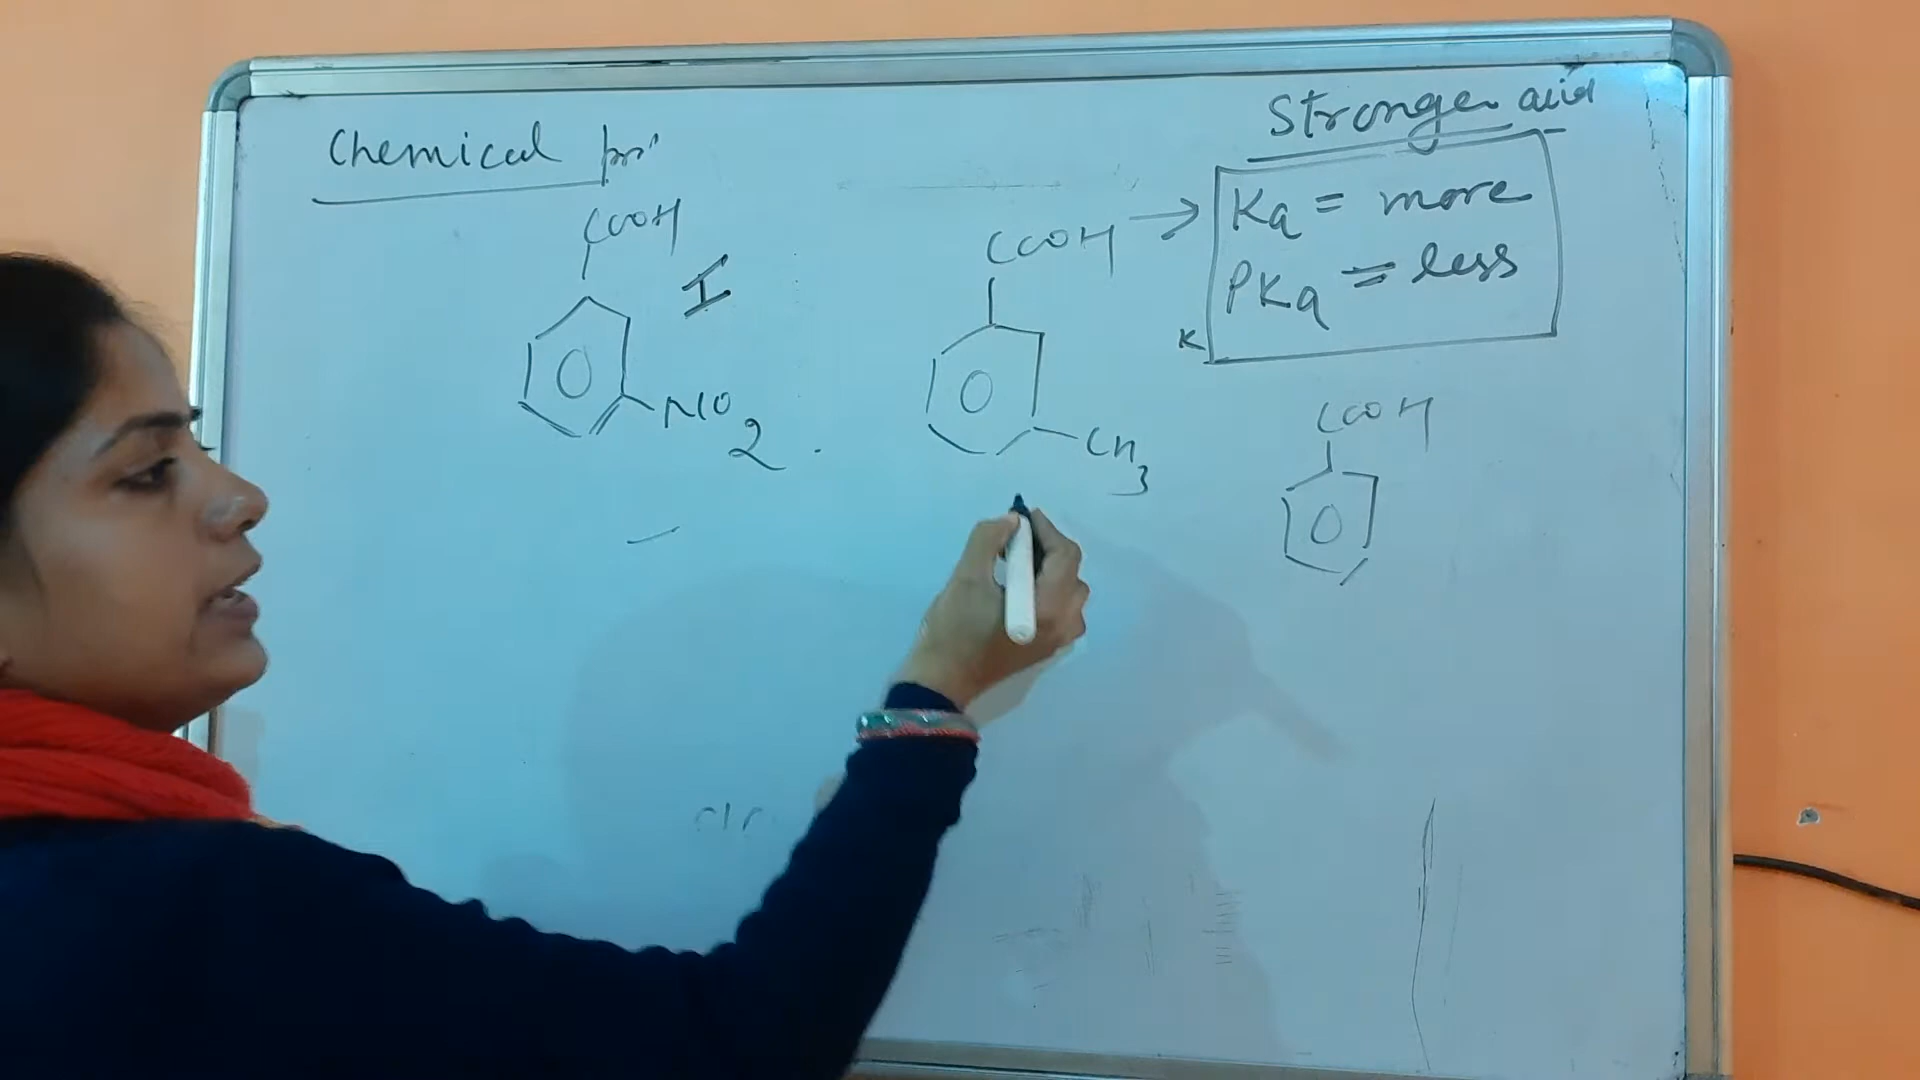 Stronger acid
Chemical pr
COOH
I
NO2
COOH
CH3
Ka = more
PKa = less
K
COOH